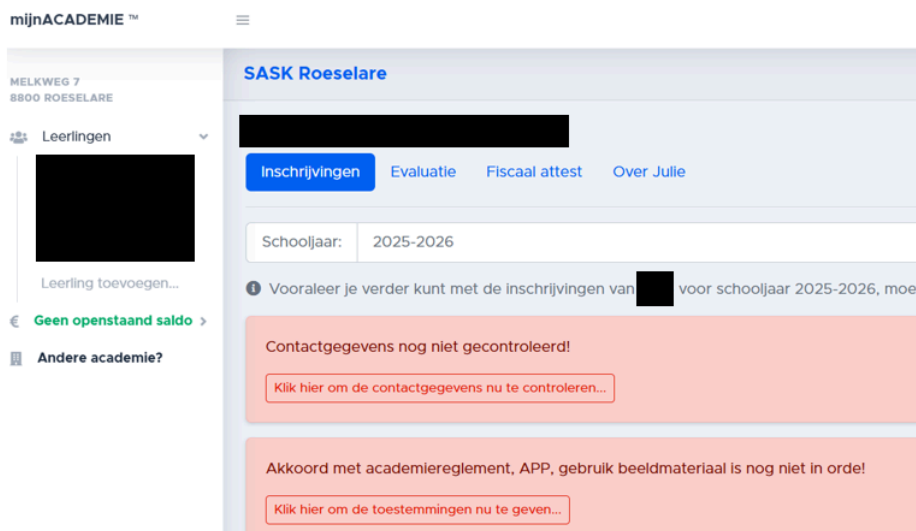 mijnACADEMIE ™
MELKWEG 7
8800 ROESELARE
Leerlingen
Leerling toevoegen...
€ Geen openstaand saldo
Andere academie?
SASK Roeselare
Inschrijvingen Evaluatie Fiscaal attest Over Julie
Schooljaar: 2025-2026
Vooraleer je verder kunt met de inschrijvingen van voor schooljaar 2025-2026, moe
Contactgegevens nog niet gecontroleerd!
Klik hier om de contactgegevens nu te controleren...
Akkoord met academiereglement, APP, gebruik beeldmateriaal is nog niet in orde!
Klik hier om de toestemmingen nu te geven...